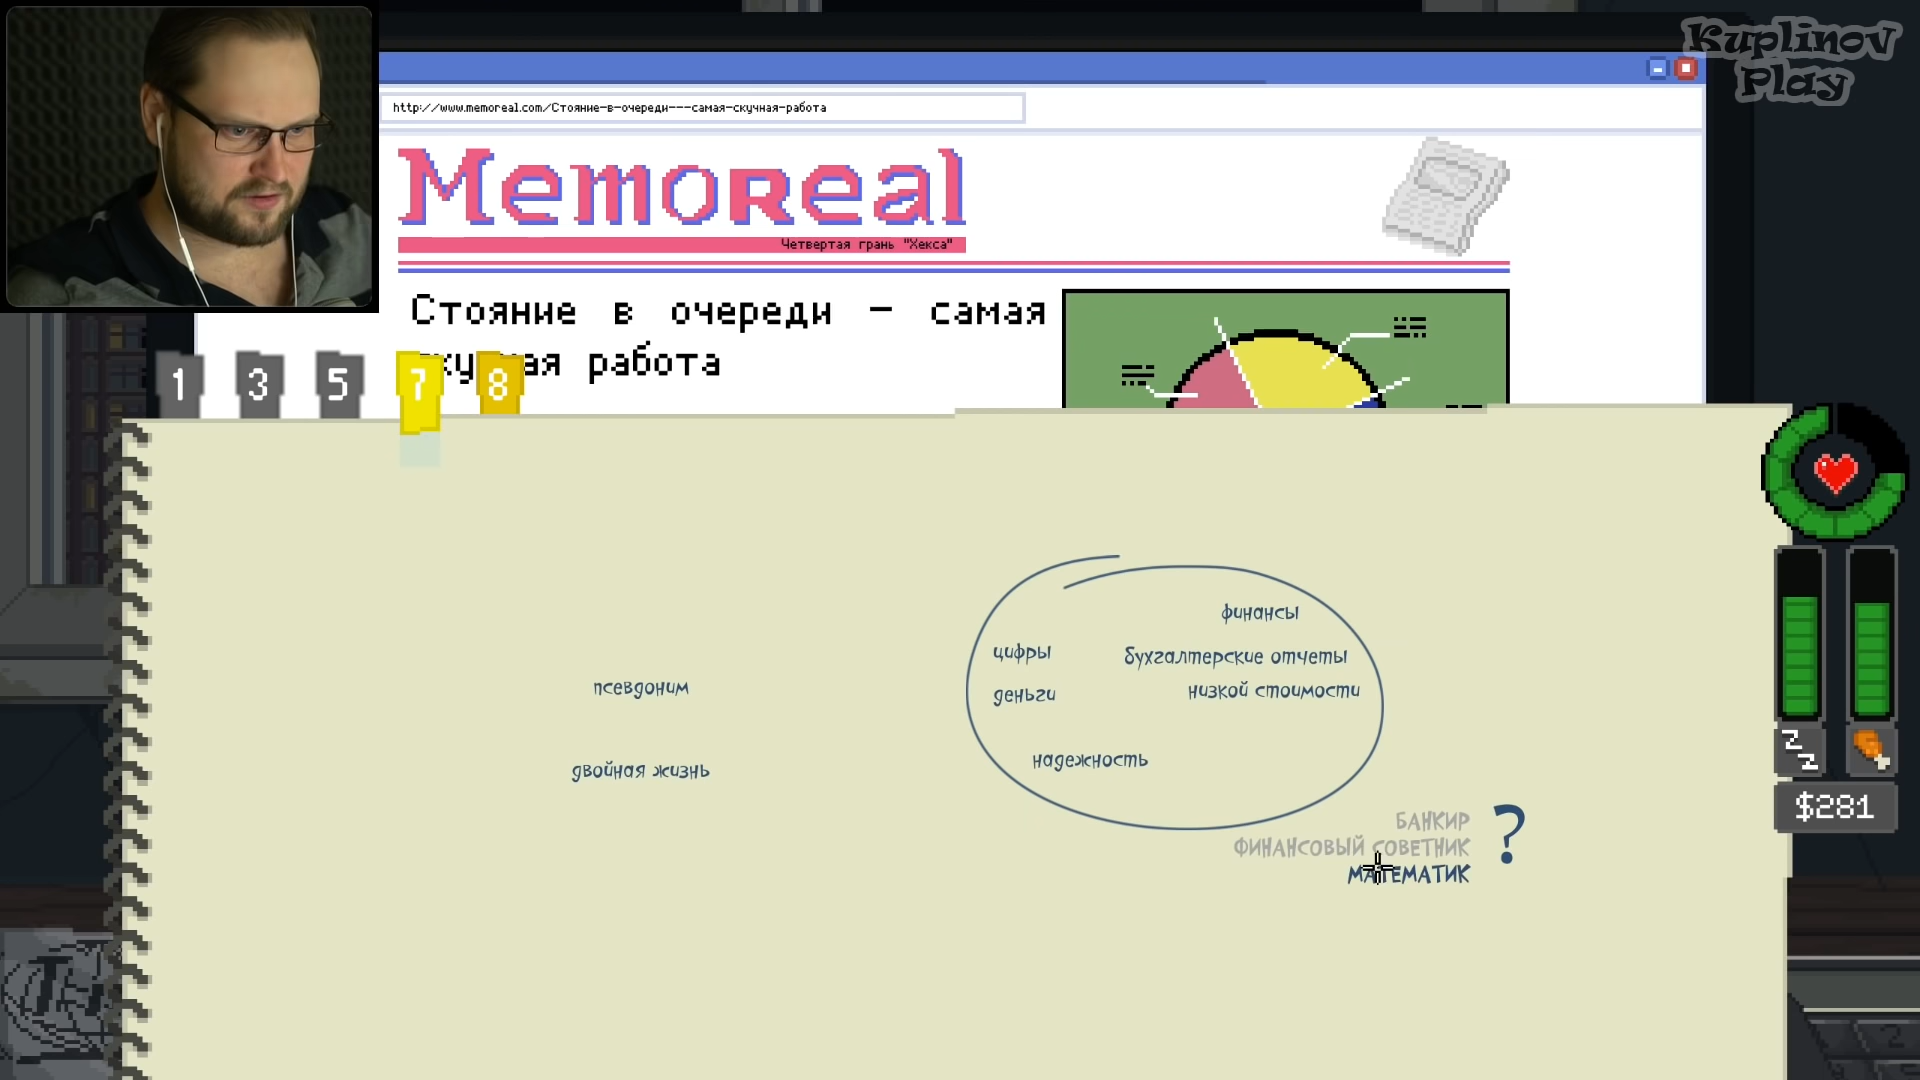 Kuplinov
Play
http://www.memoreal.com/Стояние-в-очереди---самая-скучная-работа
Memoreal
Четвертая грань "Хекса"
Стояние в очереди – самая
скучная работа
1 3 5 7 8
финансы
цифры
бухгалтерские отчеты
псевдоним
деньги
низкой стоимости
двойная жизнь
надежность
БАНКИР
ФИНАНСОВЫЙ СОВЕТНИК
?
МАТЕМАТИК
$281